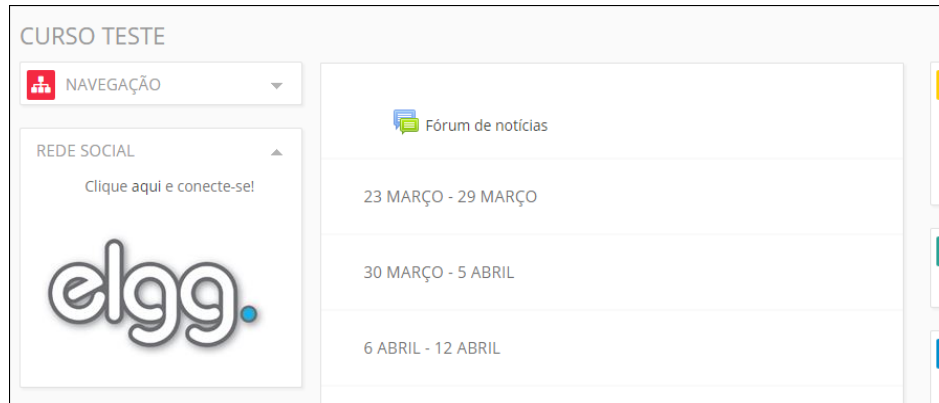 CURSO TESTE
NAVEGAÇÃO
REDE SOCIAL
Clique aqui e conecte-se!
elgg.
Fórum de notícias
23 MARÇO - 29 MARÇO
30 MARÇO - 5 ABRIL
6 ABRIL - 12 ABRIL